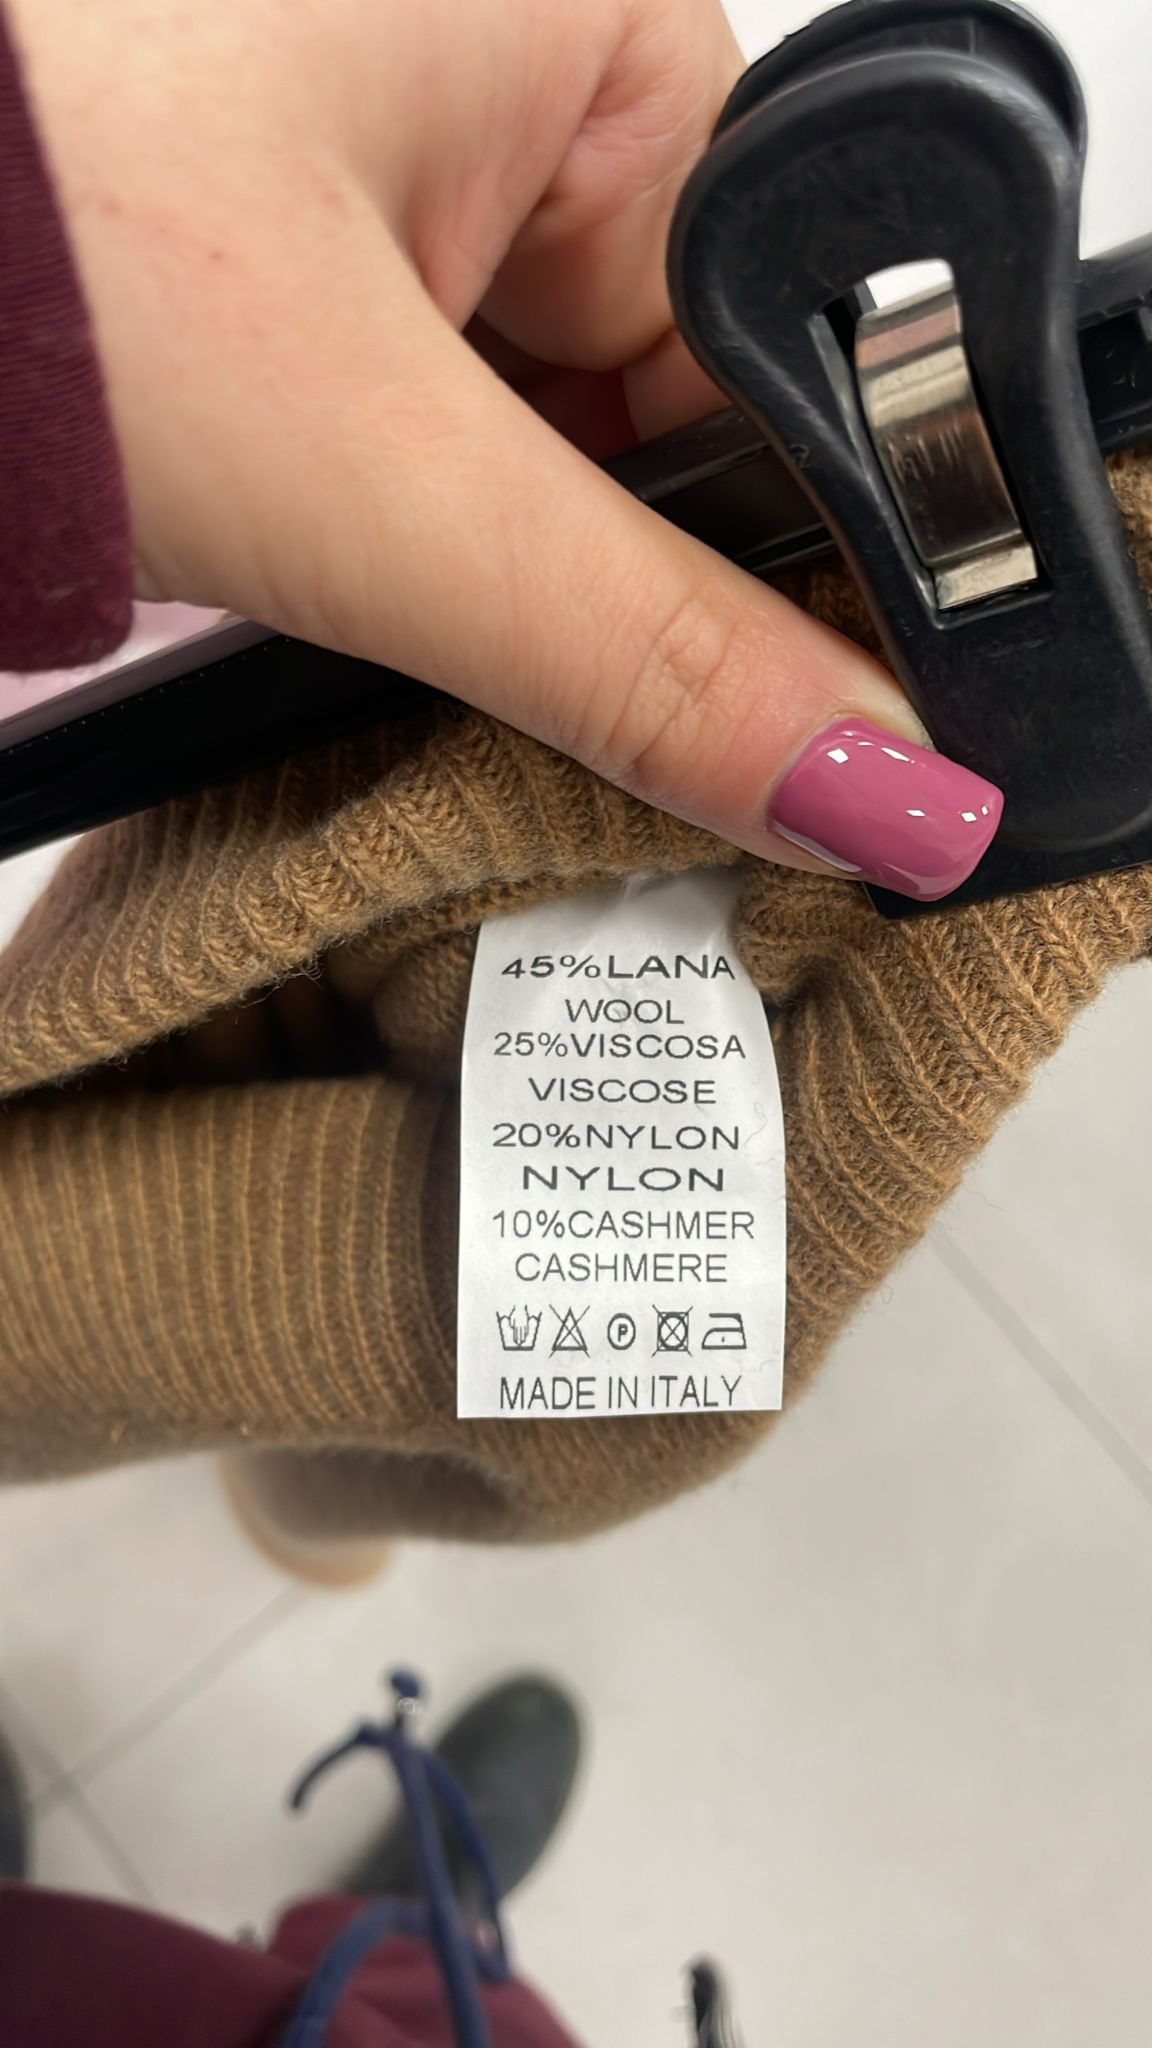 45%LANA
WOOL
25%VISCOSA
VISCOSE
20%NYLON
NYLON
10%CASHMER
CASHMERE
P
MADE IN ITALY